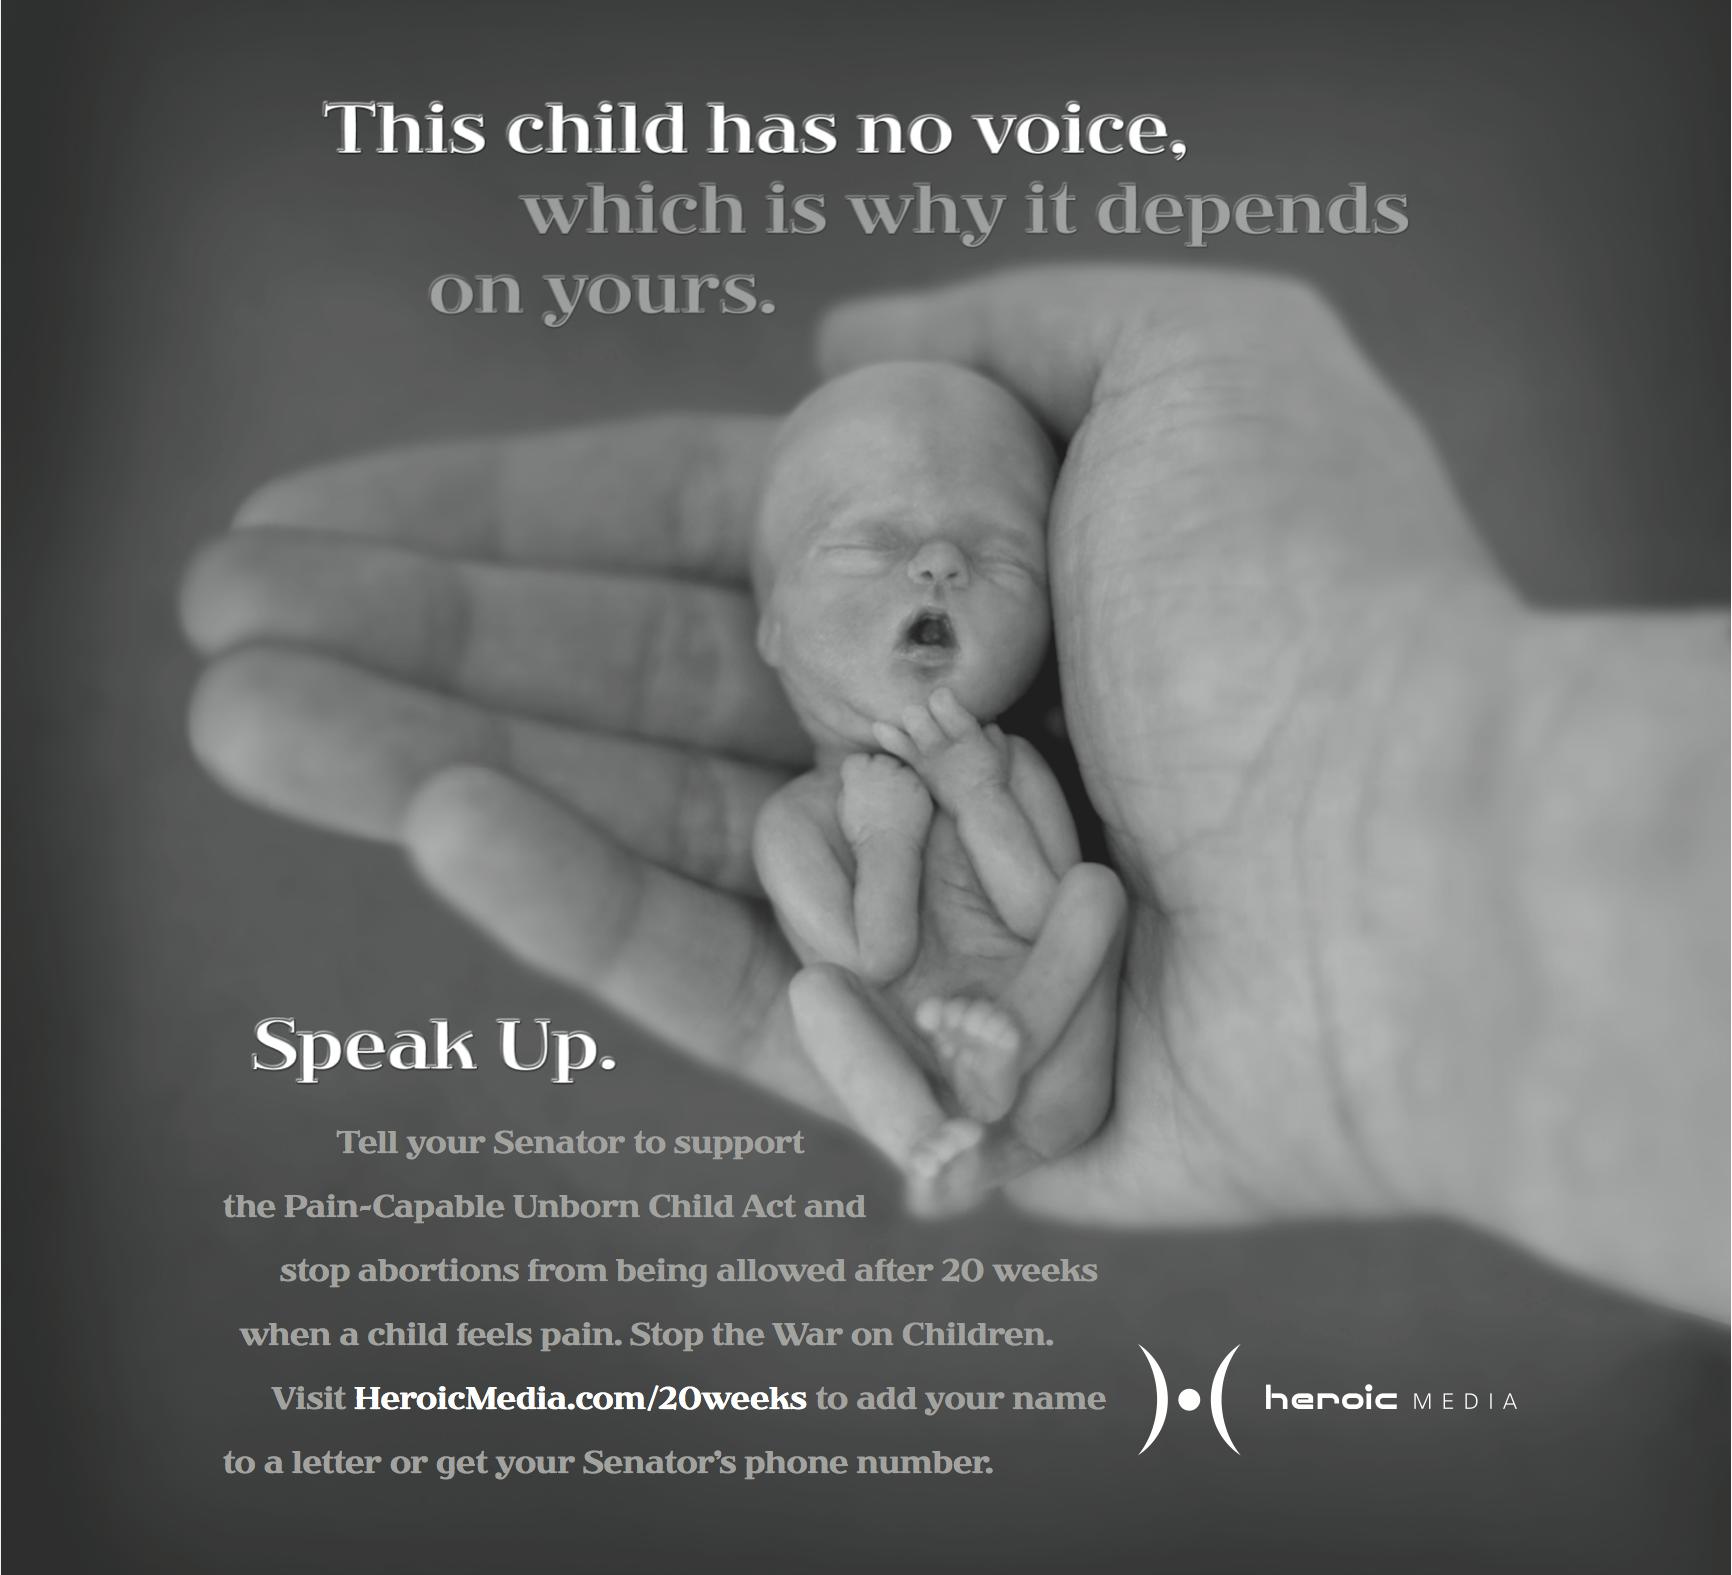 This child has no voice,
which is why it depends
on yours.
Speak Up.
Tell your Senator to support
the Pain-Capable Unborn Child Act and
stop abortions from being allowed after 20 weeks
when a child feels pain. Stop the War on Children.
Visit HeroicMedia.com/20weeks to add your name
to a letter or get your Senator’s phone number.
heroic MEDIA